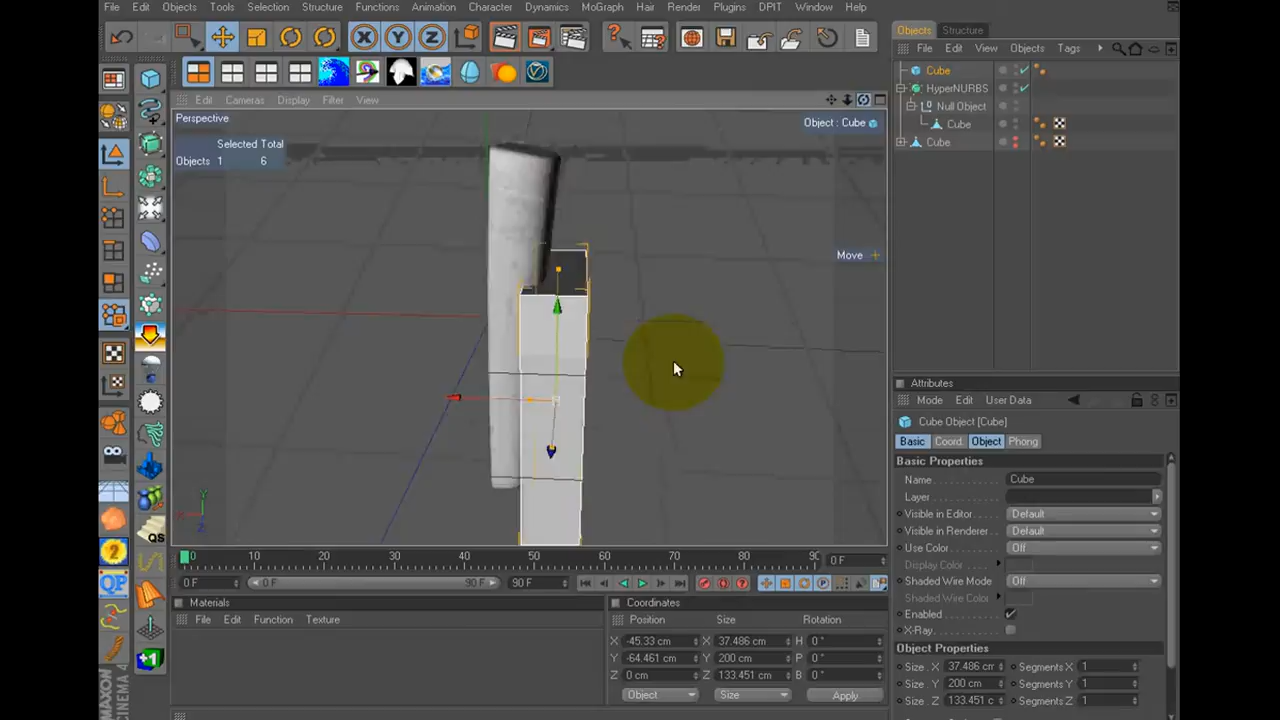 File Edit Objects Tools Selection Structure Functions Animation Character Dynamics MoGraph Hair Render Plugins DPIT Window Help
Objects Structure
File Edit View Objects Tags
Cube
HyperNURBS
Null Object
Cube
Cube
Edit Cameras Display Filter View
Perspective
Object : Cube
Selected Total
Objects 1 6
Move
X Y Z
Attributes
Mode Edit User Data
Cube Object [Cube]
Basic Coord. Object Phong
Basic Properties
Name Cube
Layer
Visible in Editor Default
Visible in Renderer Default
Use Color Off
Display Color
Shaded Wire Mode Off
Shaded Wire Color
Enabled
X-Ray
Object Properties
Size . X 37.486 cm Segments X 1
Size . Y 200 cm Segments Y 1
Size . Z 133.451 c Segments Z 1
QS
2
QP
+1
0 10 20 30 40 50 60 70 80 90 0 F
0 F 0 F 90 F 90 F
Materials
File Edit Function Texture
Coordinates
Position Size Rotation
X -45.33 cm X 37.486 cm H 0 °
Y -64.461 cm Y 200 cm P 0 °
Z 0 cm Z 133.451 cm B 0 °
Object Size Apply
MAXON
CINEMA 4